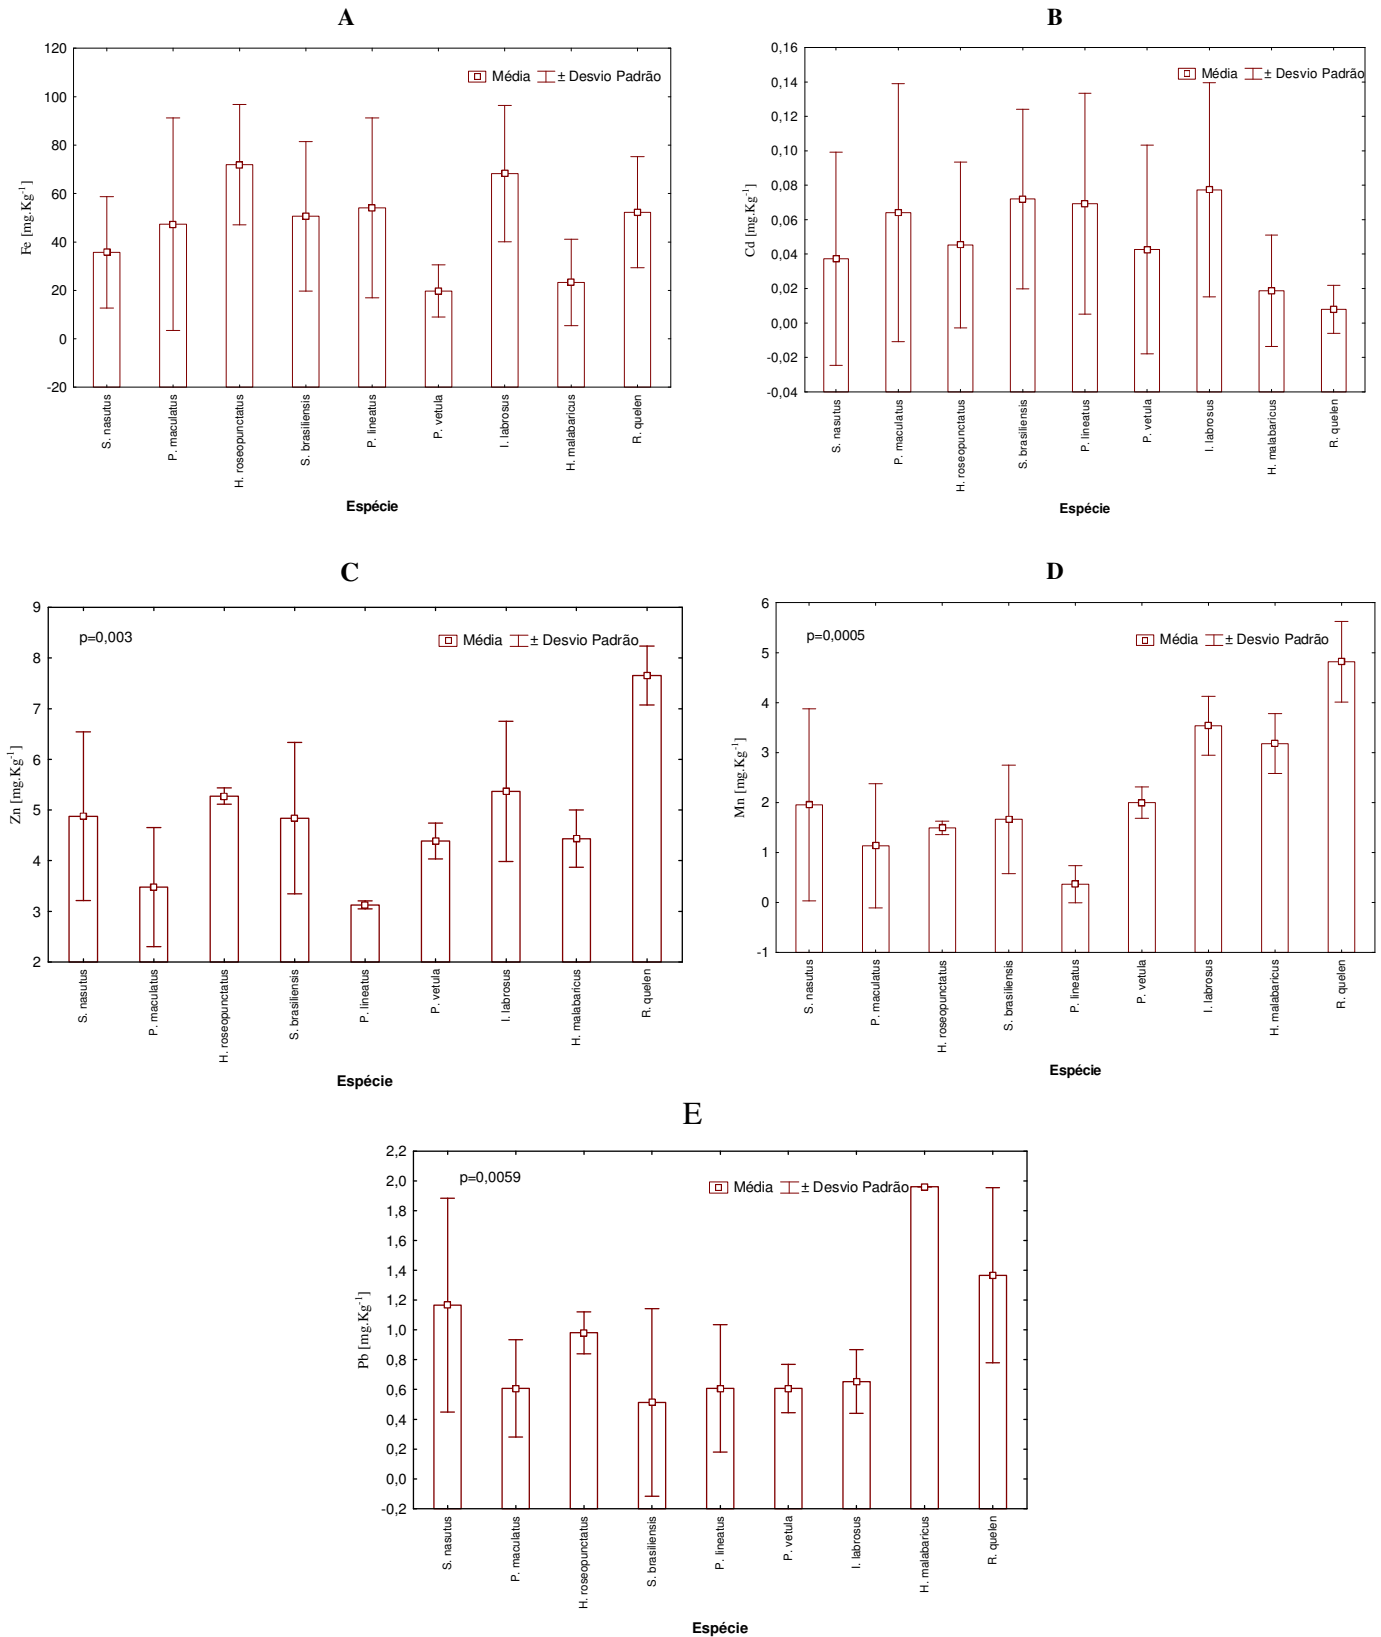 A
Fe [mg.Kg-1]
120
100
80
60
40
20
0
-20
Média ± Desvio Padrão
S. nasutus
P. maculatus
H. roseopunctatus
S. brasiliensis
P. lineatus
P. vetula
I. labrosus
H. malabaricus
R. quelen
Espécie
B
Cd [mg.Kg-1]
0,16
0,14
0,12
0,10
0,08
0,06
0,04
0,02
0,00
-0,02
-0,04
Média ± Desvio Padrão
S. nasutus
P. maculatus
H. roseopunctatus
S. brasiliensis
P. lineatus
P. vetula
I. labrosus
H. malabaricus
R. quelen
Espécie
C
Zn [mg.Kg-1]
9
8
7
6
5
4
3
2
p=0,003
Média ± Desvio Padrão
S. nasutus
P. maculatus
H. roseopunctatus
S. brasiliensis
P. lineatus
P. vetula
I. labrosus
H. malabaricus
R. quelen
Espécie
D
Mn [mg.Kg-1]
6
5
4
3
2
1
0
-1
p=0,0005
Média ± Desvio Padrão
S. nasutus
P. maculatus
H. roseopunctatus
S. brasiliensis
P. lineatus
P. vetula
I. labrosus
H. malabaricus
R. quelen
Espécie
E
Pb [mg.Kg-1]
2,2
2,0
1,8
1,6
1,4
1,2
1,0
0,8
0,6
0,4
0,2
0,0
-0,2
p=0,0059
Média ± Desvio Padrão
S. nasutus
P. maculatus
H. roseopunctatus
S. brasiliensis
P. lineatus
P. vetula
I. labrosus
H. malabaricus
R. quelen
Espécie